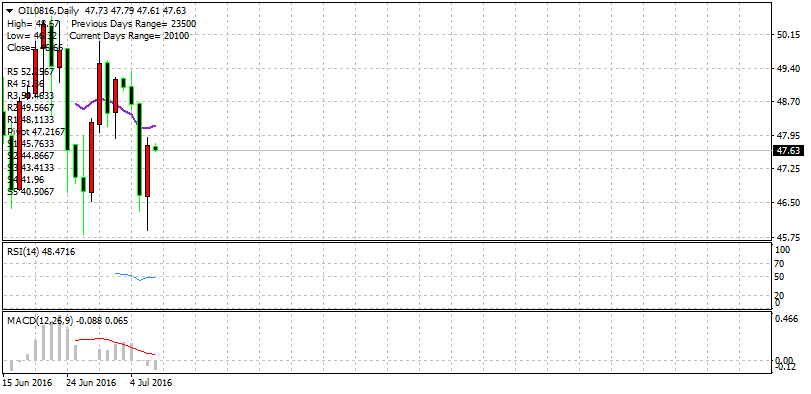 OIL0816,Daily 47.73 47.79 47.61 47.63
High= 48.67 Previous Days Range= 23500
Low= 46.32 Current Days Range= 20100
Close= 46.66
R5 52.2567
R4
R3 50.4633
R2 49.5667
R1 48.1133
Pivot 47.2167
S1 45.7633
S2 44.8667
S3 43.4133
S4 41.96
S5 40.5067
50.15
49.40
48.70
47.95
47.63
47.25
46.50
45.75
RSI(14) 48.4716
100
70
50
20
0
MACD(12,26,9) -0.088 0.065
0.466
0.00
-0.12
15 Jun 2016 24 Jun 2016 4 Jul 2016